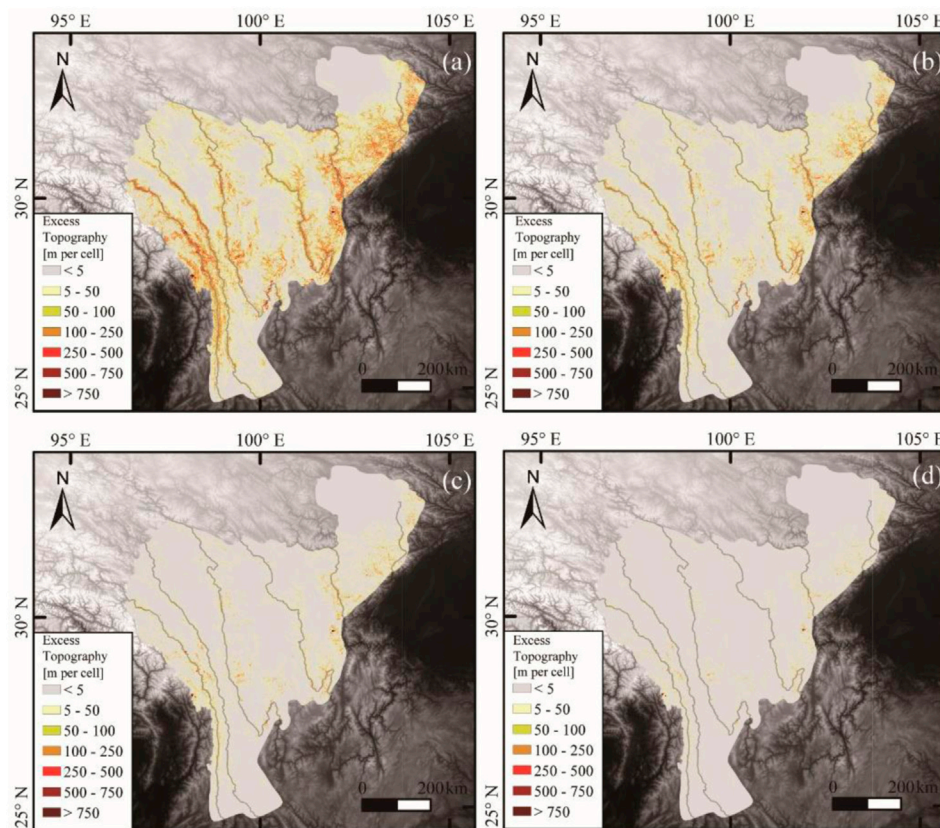 95° E 100° E 105° E 95° E 100° E 105° E
N (a) N (b)
30° N 30° N
Excess
Topography
[m per cell]
< 5
5 - 50
50 - 100
100 - 250
250 - 500
500 - 750
> 750
0 200km
25° N
Excess
Topography
[m per cell]
< 5
5 - 50
50 - 100
100 - 250
250 - 500
500 - 750
> 750
0 200km
25° N
95° E 100° E 105° E 95° E 100° E 105° E
N (c) N (d)
30° N 30° N
Excess
Topography
[m per cell]
< 5
5 - 50
50 - 100
100 - 250
250 - 500
500 - 750
> 750
0 200km
25° N
Excess
Topography
[m per cell]
< 5
5 - 50
50 - 100
100 - 250
250 - 500
500 - 750
> 750
0 200km
25° N